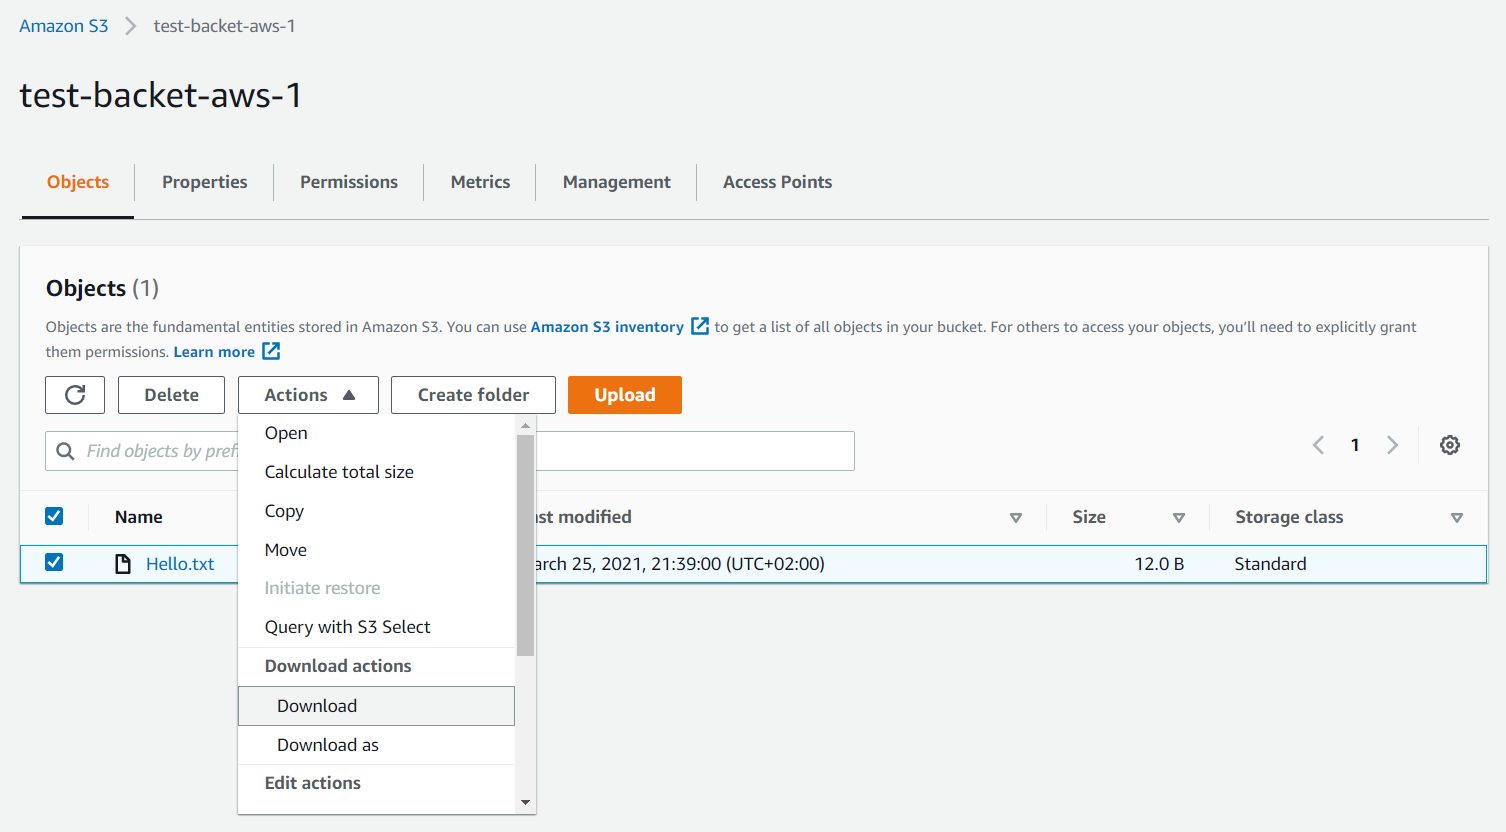 Amazon S3 test-backet-aws-1
test-backet-aws-1
Objects Properties Permissions Metrics Management Access Points
Objects (1)
Objects are the fundamental entities stored in Amazon S3. You can use Amazon S3 inventory to get a list of all objects in your bucket. For others to access your objects, you'll need to explicitly grant
them permissions. Learn more
Delete Actions Create folder Upload
Open
Find objects by 1
Calculate total size
Copy
Name modified Size Storage class
Move
Hello.txt 25, 2021, 21:39:00 (UTC+02:00) 12.0 B Standard
Initiate restore
Query with S3 Select
Download actions
Download
Download as
Edit actions